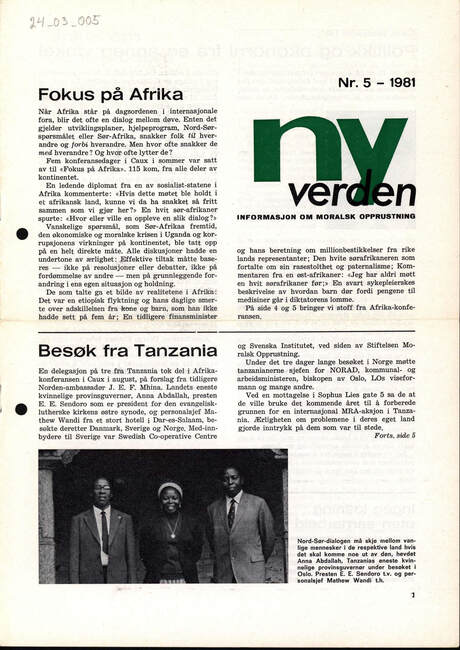 24-03-005
Nr. 5 – 1981
Fokus på Afrika
Når Afrika står på dagsordenen i internasjonale
fora, blir det ofte en dialog mellom døve. Enten det
gjelder utviklingsplaner, hjelpeprogram, Nord-Sør-
spørsmålet eller Sør-Afrika, snakker folk til hver-
andre og forbi hverandre. Men hvor ofte snakker de
med hverandre? Og hvor ofte lytter de?
Fem konferansedager i Caux i sommer var satt
av til «Fokus på Afrika». 115 kom, fra alle deler av
kontinentet.
En ledende diplomat fra en av sosialist-statene i
Afrika kommenterte: «Hvis dette møtet ble holdt i
et afrikansk land, kunne vi da ha snakket så fritt
sammen som vi gjør her?» En hvit sør-afrikaner
spurte: «Hvor eller ville en oppleve en slik dialog?»
Vanskelige spørsmål, som Sør-Afrikas fremtid,
den økonomiske og moralske krisen i Uganda og kor-
rupsjonens virkninger på kontinentet, ble tatt opp
på en helt direkte måte. Alle diskusjoner hadde en
undertone av ærlighet: Effektive tiltak måtte base-
res — ikke på resolusjoner eller debatter, ikke på
fordømmelse av andre — men på grunnleggende for-
andring i ens egen situasjon og holdning.
De som talte ga et bilde av realitetene i Afrika:
Det var en etiopisk flyktning og hans daglige smer-
te over adskillelsen fra kone og barn, som han ikke
hadde sett på fem år; En tidligere finansminister
ny
verden
INFORMASJON OM MORALSK OPPRUSTNING
og hans beretning om millionbestikkelser fra rike
lands representanter; Den hvite sørafrikaneren som
fortalte om sin rasestolthet og paternalisme; Kom-
mentaren fra en øst-afrikaner: «Jeg har aldri møtt
en hvit sørafrikaner før;» En svart sykepleierskes
beskrivelse av hvordan barn dør fordi pengene til
medisiner går i diktatorens lomme.
På side 4 og 5 bringer vi stoff fra Afrika-konfe-
ransen.
Besøk fra Tanzania
En delegasjon på tre fra Tanzania tok del i Afrika-
konferansen i Caux i august, på forslag fra tidligere
Norden-ambassadør J. E. F. Mhina. Landets eneste
kvinnelige provinsguvernør, Anna Abdallah, prester
E. E. Sendoro som er president for den evangelisk-
lutherske kirkens østre synode, og personalsjef Ma-
thew Wandi fra et stort hotell i Dar-es-Salaam, be-
søkte deretter Danmark, Sverige og Norge. Med-inn-
bydere til Sverige var Swedish Co-operative Centre
og Svenska Institutet, ved siden av Stiftelsen Mo-
ralsk Opprustning.
Under det tre dager lange besøket i Norge møtte
tanzanianerne sjefen for NORAD, kommunal- og
arbeidsministeren, biskopen av Oslo, LOs viseform-
ann og mange andre.
Ved en mottagelse i Sophus Lies gate 5 sa de at
de ville bruke det kommende året til å forberede
grunnen for en internasjonal MRA-aksjon i Tanza-
nia. Ærligheten om problemene i deres eget land
gjorde inntrykk på dem som var til stede.
Forts. side 5
Nord-Sør-dialogen må skje mellom van-
lige mennesker i de respektive land hvis
det skal komme noe ut av den, hevdet
Anna Abdallah, Tanzanias eneste kvin-
nelige provinsguvernør under besøket i
Oslo. Presten E. E. Sendoro t.v. og per-
sonalsjef Mathew Wandi t.h.
1